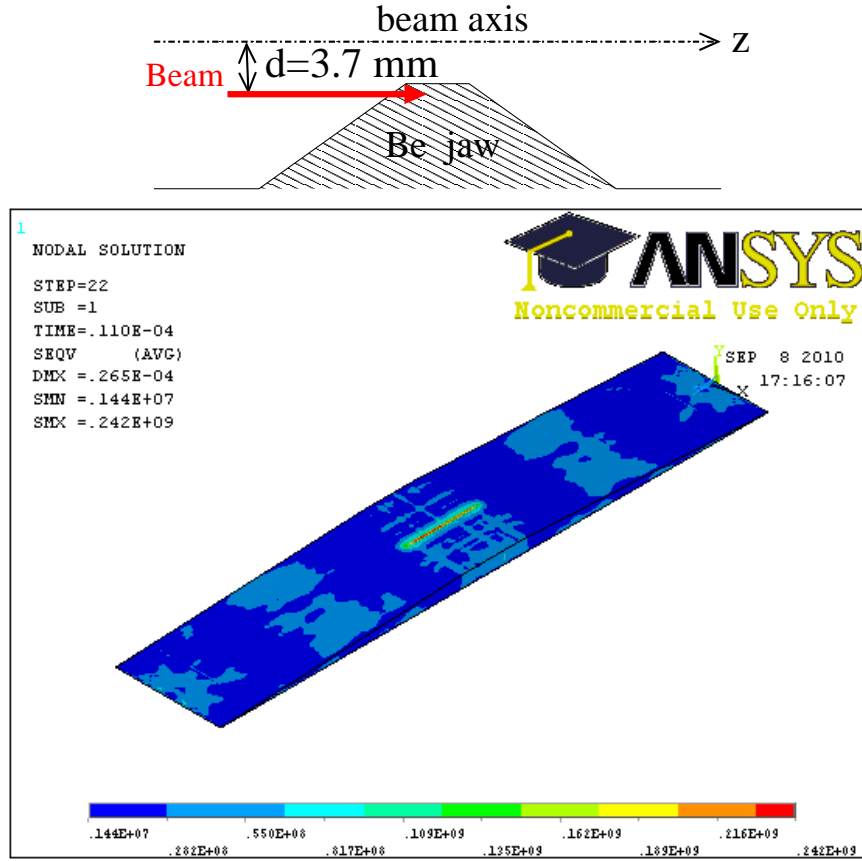 beam axis
z
d=3.7 mm
Beam
Be jaw
1
NODAL SOLUTION
ANSYS
Noncommercial Use Only
STEP=22
SUB =1
TIME=.110E-04
SEQV (AVG)
DMX =.265E-04
SMN =.144E+07
SMX =.242E+09
Y
X
SEP 8 2010
17:16:07
.144E+07 .550E+08 .109E+09 .162E+09 .216E+09
.282E+08 .817E+08 .135E+09 .189E+09 .242E+09